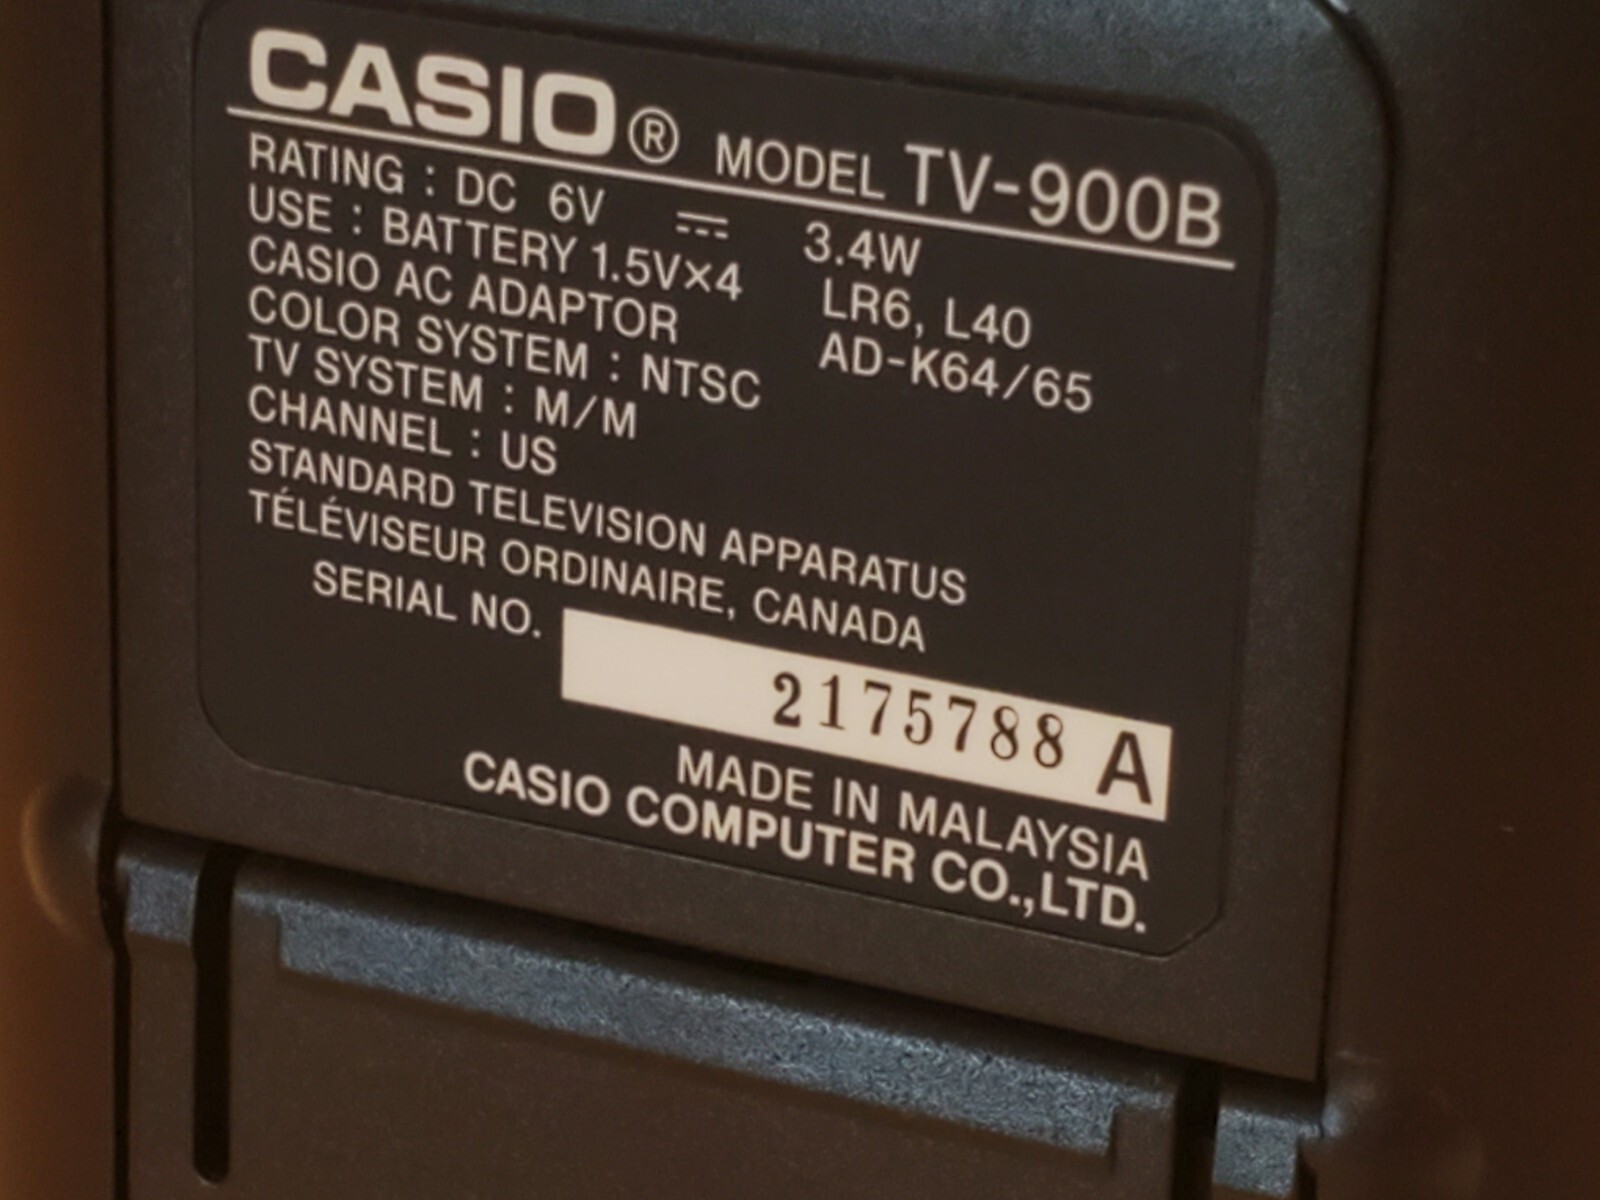 CASIO® MODEL TV-900B
RATING : DC 6V ⎓ 3.4W
USE : BATTERY 1.5V×4 LR6, L40
CASIO AC ADAPTOR AD-K64/65
COLOR SYSTEM : NTSC
TV SYSTEM : M/M
CHANNEL : US
STANDARD TELEVISION APPARATUS
TÉLÉVISEUR ORDINAIRE, CANADA
SERIAL NO. 2175788 A
MADE IN MALAYSIA
CASIO COMPUTER CO.,LTD.